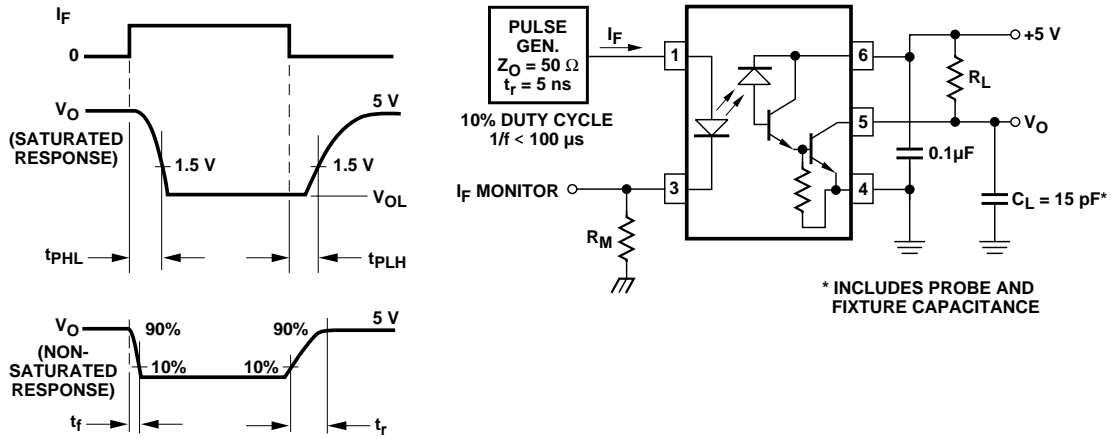 I_F
0
V_O
(SATURATED
RESPONSE)
5 V
1.5 V
1.5 V
V_OL
t_PHL
t_PLH
V_O
(NON-
SATURATED
RESPONSE)
90%
90%
5 V
10%
10%
t_f
t_r
PULSE
GEN.
Z_O = 50 Ω
t_r = 5 ns
10% DUTY CYCLE
1/f < 100 µs
I_F
1
6
+5 V
R_L
5
V_O
0.1µF
I_F MONITOR
3
4
C_L = 15 pF*
R_M
* INCLUDES PROBE AND
FIXTURE CAPACITANCE